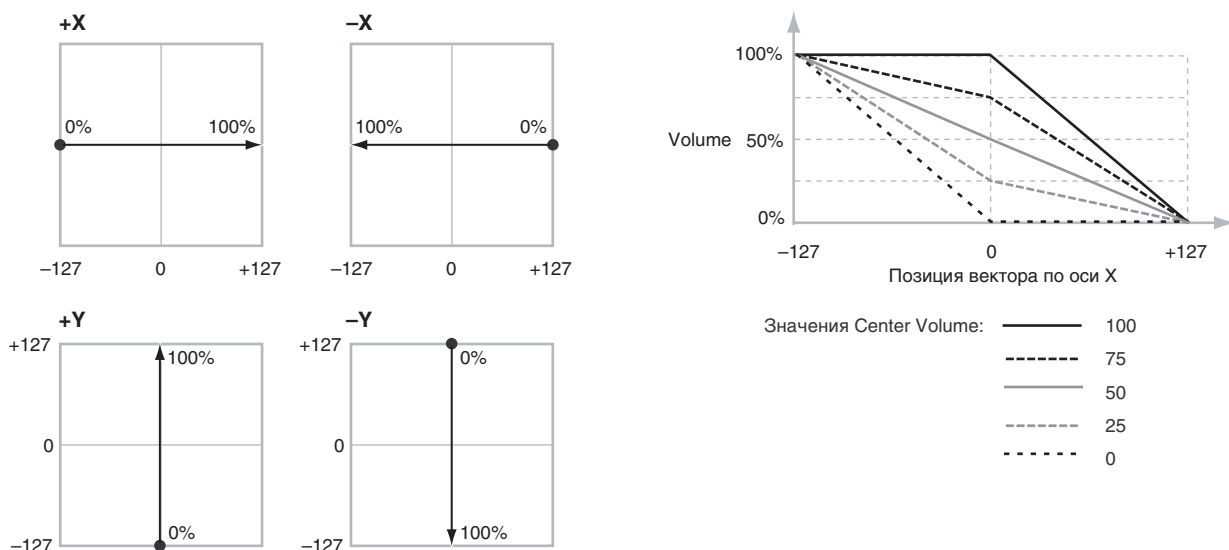 +X
0% 100%
–127 0 +127
–X
100% 0%
–127 0 +127
+Y
+127
100%
0
0%
–127
–Y
+127
0%
0
100%
–127
100%
Volume 50%
0%
–127 0 +127
Позиция вектора по оси X
Значения Center Volume: 100
75
50
25
0